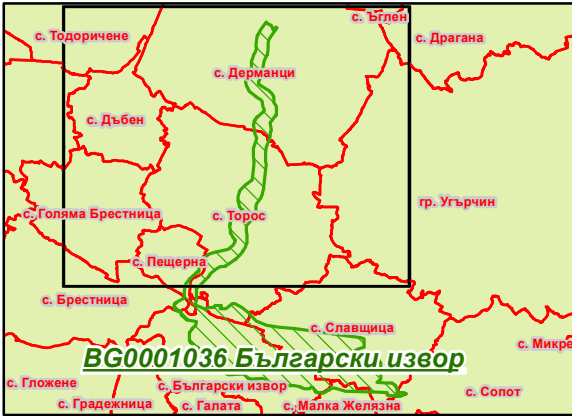 с. Ъглен
с. Тодоричене
с. Драгана
с. Дерманци
с. Дъбен
гр. Угърчин
с. Голяма Брестница
с. Торос
с. Пещерна
с. Брестница
с. Славщица
с. Микре
BG0001036 Български извор
с. Гложене
с. Български извор
с. Сопот
с. Градежница
с. Галата
с. Малка Желязна